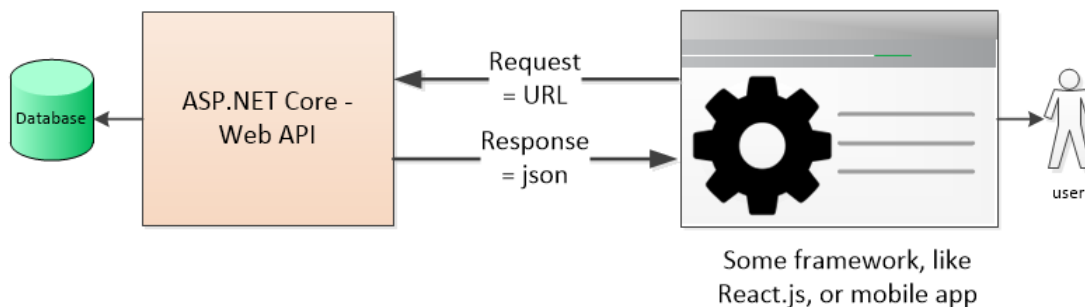 Database
ASP.NET Core -
Web API
Request
= URL
Response
= json
user
Some framework, like
React.js, or mobile app